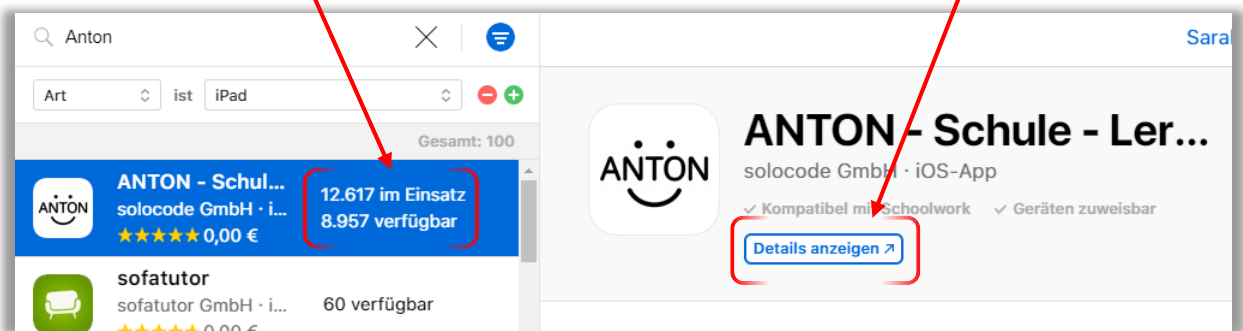 Anton
Art ist iPad
Gesamt: 100
ANTON
ANTON - Schul...
solocode GmbH · i...
★★★★★ 0,00 €
12.617 im Einsatz
8.957 verfügbar
sofatutor
sofatutor GmbH · i...
60 verfügbar
★★★★★ 0,00 €
Sara
ANTON
ANTON - Schule - Ler...
solocode GmbH · iOS-App
✓ Kompatibel mit Schoolwork ✓ Geräten zuweisbar
Details anzeigen ↗